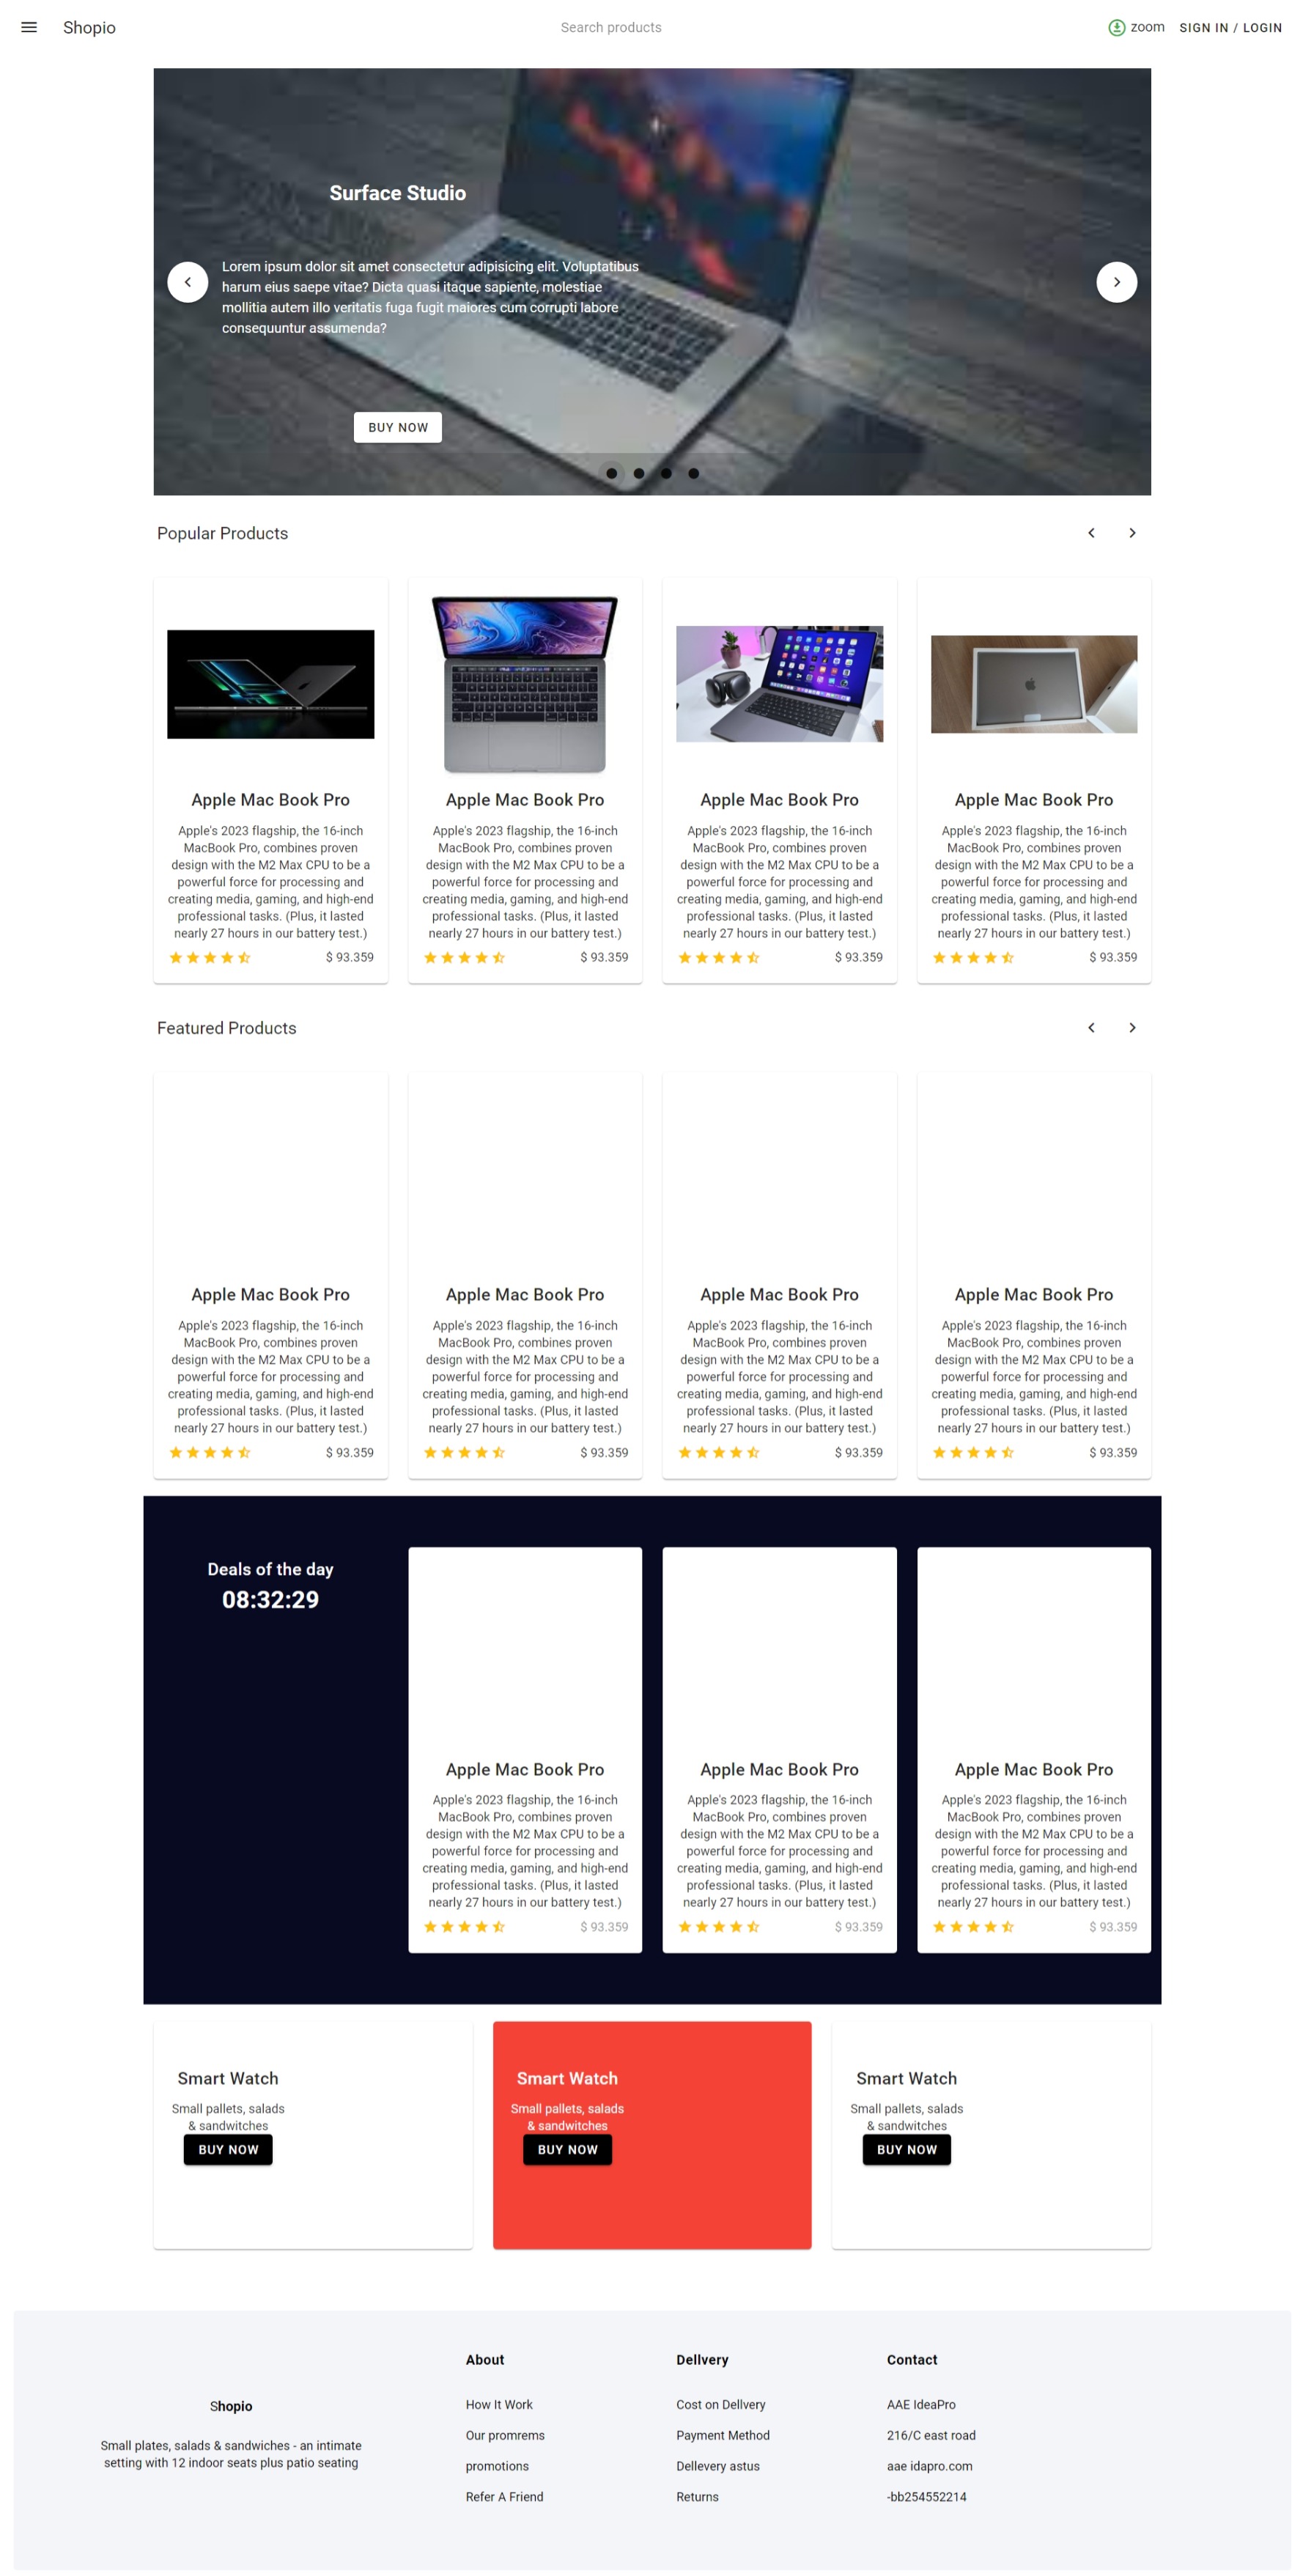 Shopio
Search products
zoom
SIGN IN / LOGIN
Surface Studio
Lorem ipsum dolor sit amet consectetur adipisicing elit. Voluptatibus
harum eius saepe vitae? Dicta quasi itaque sapiente, molestiae
mollitia autem illo veritatis fuga fugit maiores cum corrupti labore
consequuntur assumenda?
BUY NOW
Popular Products
Apple Mac Book Pro
Apple's 2023 flagship, the 16-inch
MacBook Pro, combines proven
design with the M2 Max CPU to be a
powerful force for processing and
creating media, gaming, and high-end
professional tasks. (Plus, it lasted
nearly 27 hours in our battery test.)
$ 93.359
Apple Mac Book Pro
Apple's 2023 flagship, the 16-inch
MacBook Pro, combines proven
design with the M2 Max CPU to be a
powerful force for processing and
creating media, gaming, and high-end
professional tasks. (Plus, it lasted
nearly 27 hours in our battery test.)
$ 93.359
Apple Mac Book Pro
Apple's 2023 flagship, the 16-inch
MacBook Pro, combines proven
design with the M2 Max CPU to be a
powerful force for processing and
creating media, gaming, and high-end
professional tasks. (Plus, it lasted
nearly 27 hours in our battery test.)
$ 93.359
Apple Mac Book Pro
Apple's 2023 flagship, the 16-inch
MacBook Pro, combines proven
design with the M2 Max CPU to be a
powerful force for processing and
creating media, gaming, and high-end
professional tasks. (Plus, it lasted
nearly 27 hours in our battery test.)
$ 93.359
Featured Products
Apple Mac Book Pro
Apple's 2023 flagship, the 16-inch
MacBook Pro, combines proven
design with the M2 Max CPU to be a
powerful force for processing and
creating media, gaming, and high-end
professional tasks. (Plus, it lasted
nearly 27 hours in our battery test.)
$ 93.359
Apple Mac Book Pro
Apple's 2023 flagship, the 16-inch
MacBook Pro, combines proven
design with the M2 Max CPU to be a
powerful force for processing and
creating media, gaming, and high-end
professional tasks. (Plus, it lasted
nearly 27 hours in our battery test.)
$ 93.359
Apple Mac Book Pro
Apple's 2023 flagship, the 16-inch
MacBook Pro, combines proven
design with the M2 Max CPU to be a
powerful force for processing and
creating media, gaming, and high-end
professional tasks. (Plus, it lasted
nearly 27 hours in our battery test.)
$ 93.359
Apple Mac Book Pro
Apple's 2023 flagship, the 16-inch
MacBook Pro, combines proven
design with the M2 Max CPU to be a
powerful force for processing and
creating media, gaming, and high-end
professional tasks. (Plus, it lasted
nearly 27 hours in our battery test.)
$ 93.359
Deals of the day
08:32:29
Apple Mac Book Pro
Apple's 2023 flagship, the 16-inch
MacBook Pro, combines proven
design with the M2 Max CPU to be a
powerful force for processing and
creating media, gaming, and high-end
professional tasks. (Plus, it lasted
nearly 27 hours in our battery test.)
$ 93.359
Apple Mac Book Pro
Apple's 2023 flagship, the 16-inch
MacBook Pro, combines proven
design with the M2 Max CPU to be a
powerful force for processing and
creating media, gaming, and high-end
professional tasks. (Plus, it lasted
nearly 27 hours in our battery test.)
$ 93.359
Apple Mac Book Pro
Apple's 2023 flagship, the 16-inch
MacBook Pro, combines proven
design with the M2 Max CPU to be a
powerful force for processing and
creating media, gaming, and high-end
professional tasks. (Plus, it lasted
nearly 27 hours in our battery test.)
$ 93.359
Smart Watch
Small pallets, salads
& sandwitches
BUY NOW
Smart Watch
Small pallets, salads
& sandwitches
BUY NOW
Smart Watch
Small pallets, salads
& sandwitches
BUY NOW
Shopio
Small plates, salads & sandwiches - an intimate
setting with 12 indoor seats plus patio seating
About
How It Work
Our promrems
promotions
Refer A Friend
Dellvery
Cost on Dellvery
Payment Method
Dellevery astus
Returns
Contact
AAE IdeaPro
216/C east road
aae idapro.com
-bb254552214